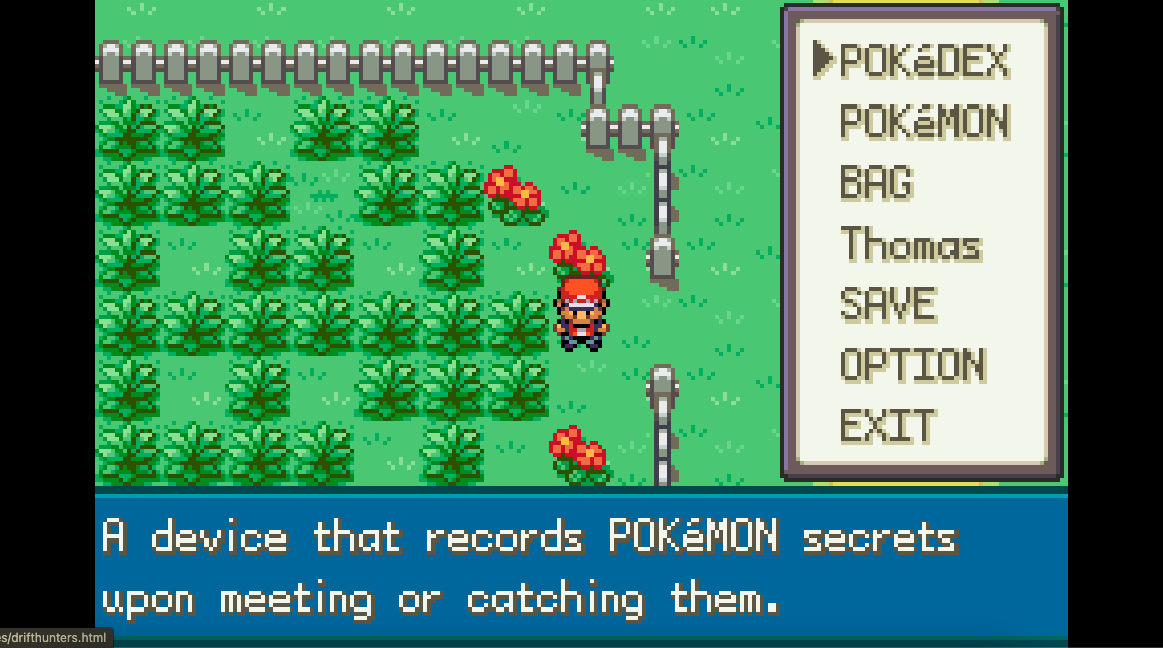 POKéDEX
POKéMON
BAG
Thomas
SAVE
OPTION
EXIT
A device that records POKéMON secrets
upon meeting or catching them.
es/drifthunters.html